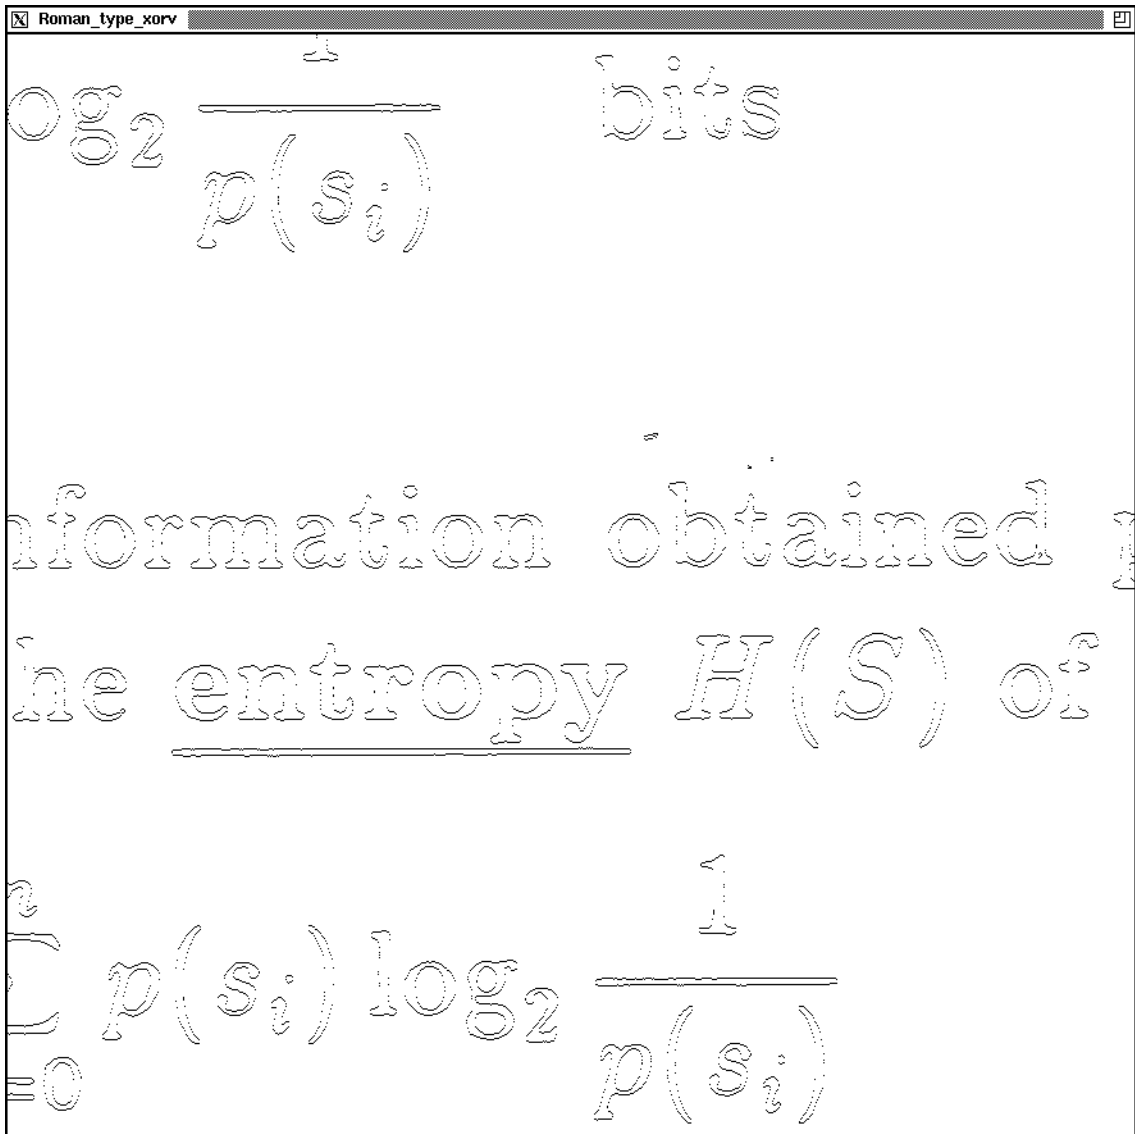 Roman_type_xorv
og₂ 1/p(sᵢ) bits
nformation obtained p
he entropy H(S) of
n
∑ p(sᵢ) log₂ 1/p(sᵢ)
=0